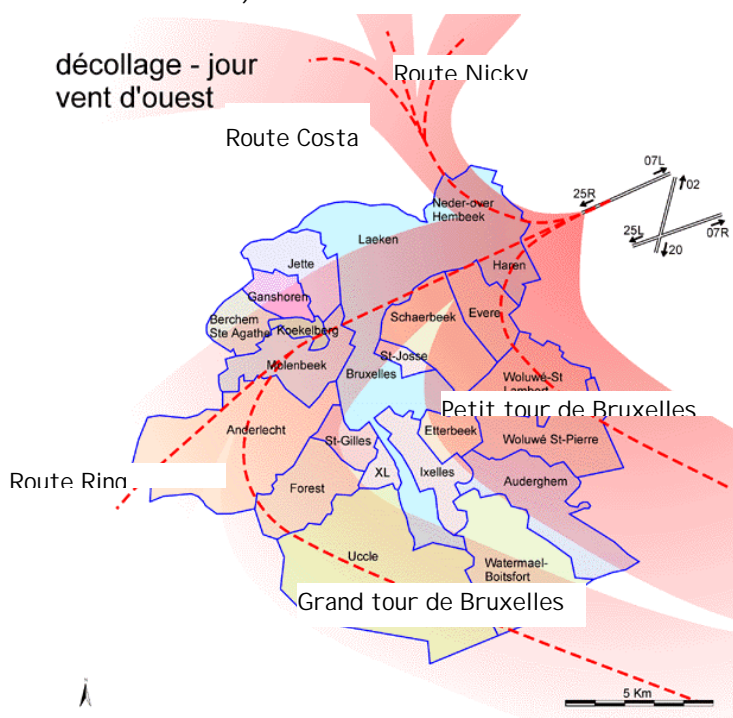 décollage - jour
vent d'ouest
Route Nicky
Route Costa
07L
02
25R
25L
07R
20
Neder-over
Hembeek
Laeken
Jette
Haren
Ganshoren
Berchem
Ste Agathe
Koekelberg
Schaerbeek
Evere
St-Josse
Molenbeek
Bruxelles
Woluwé-St
Lambert
Petit tour de Bruxelles
Anderlecht
Etterbeek
St-Gilles
Woluwé St-Pierre
Route Ring
XL
Ixelles
Auderghem
Forest
Uccle
Watermael-
Boitsfort
Grand tour de Bruxelles
5 Km